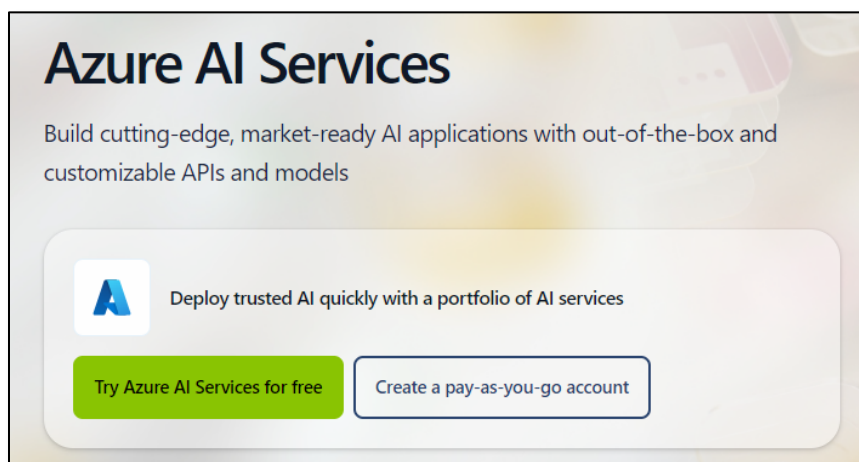 Azure AI Services
Build cutting-edge, market-ready AI applications with out-of-the-box and
customizable APIs and models
Deploy trusted AI quickly with a portfolio of AI services
Try Azure AI Services for free
Create a pay-as-you-go account